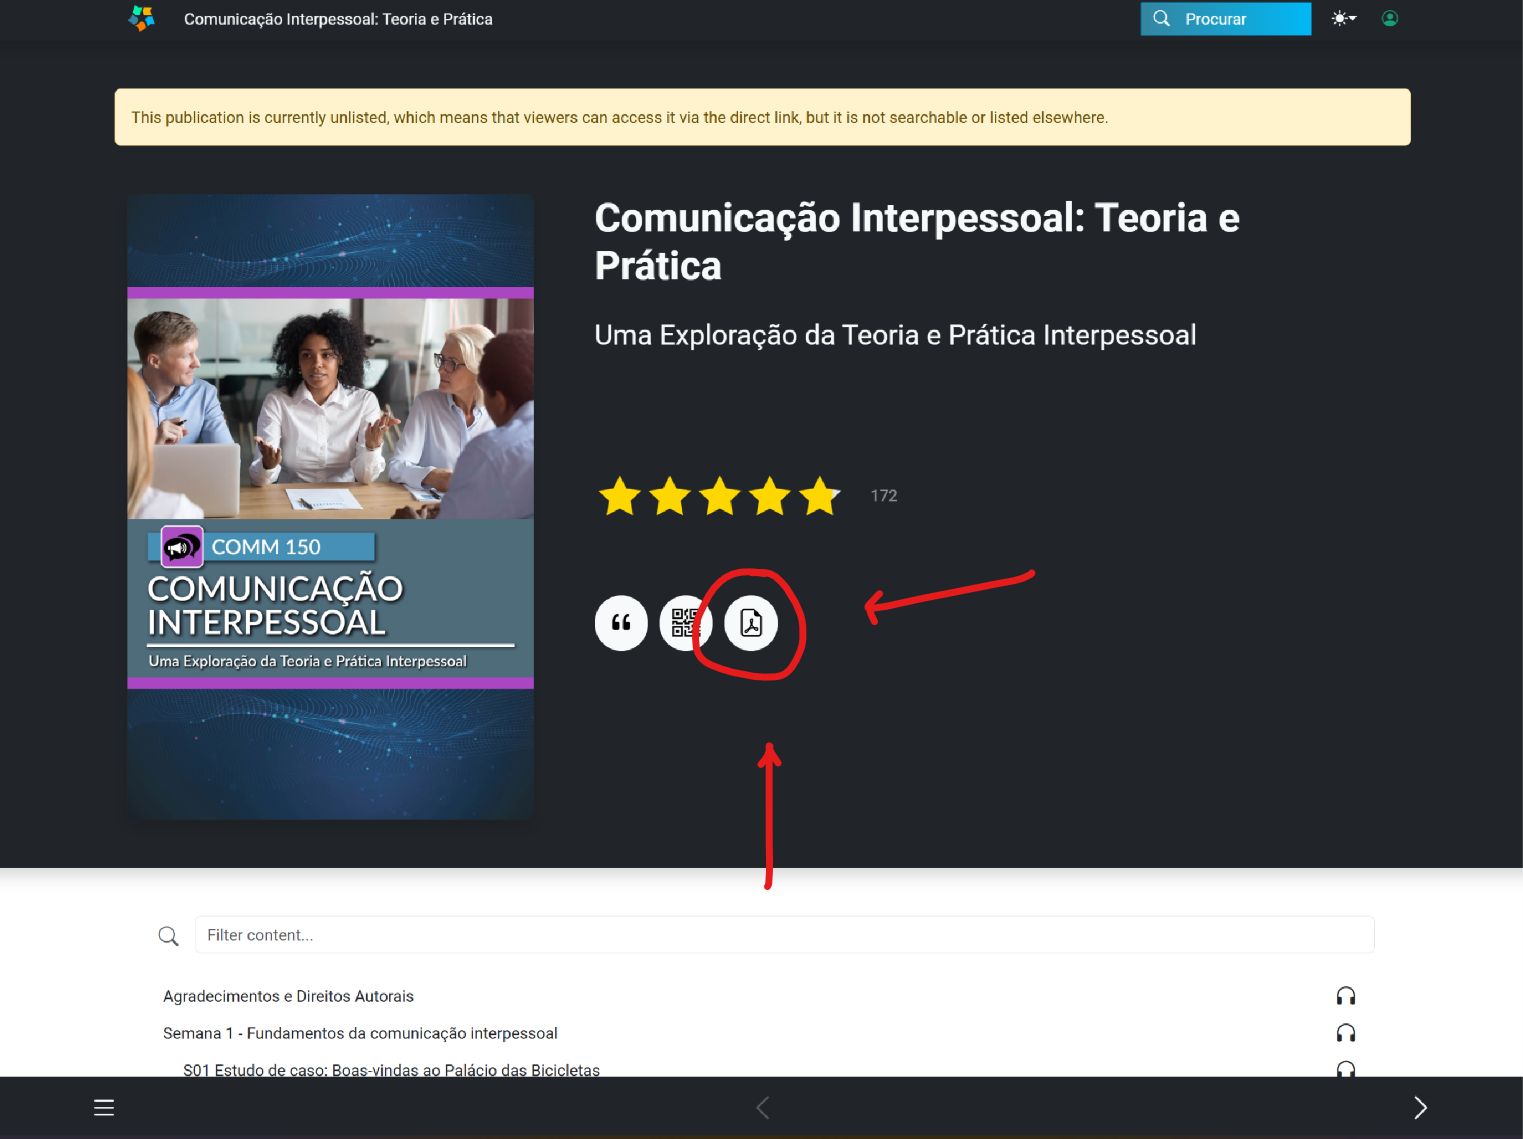 Comunicação Interpessoal: Teoria e Prática
Procurar
This publication is currently unlisted, which means that viewers can access it via the direct link, but it is not searchable or listed elsewhere.
Comunicação Interpessoal: Teoria e
Prática
Uma Exploração da Teoria e Prática Interpessoal
172
COMM 150
COMUNICAÇÃO
INTERPESSOAL
Uma Exploração da Teoria e Prática Interpessoal
Filter content...
Agradecimentos e Direitos Autorais
Semana 1 - Fundamentos da comunicação interpessoal
S01 Estudo de caso: Boas-vindas ao Palácio das Bicicletas